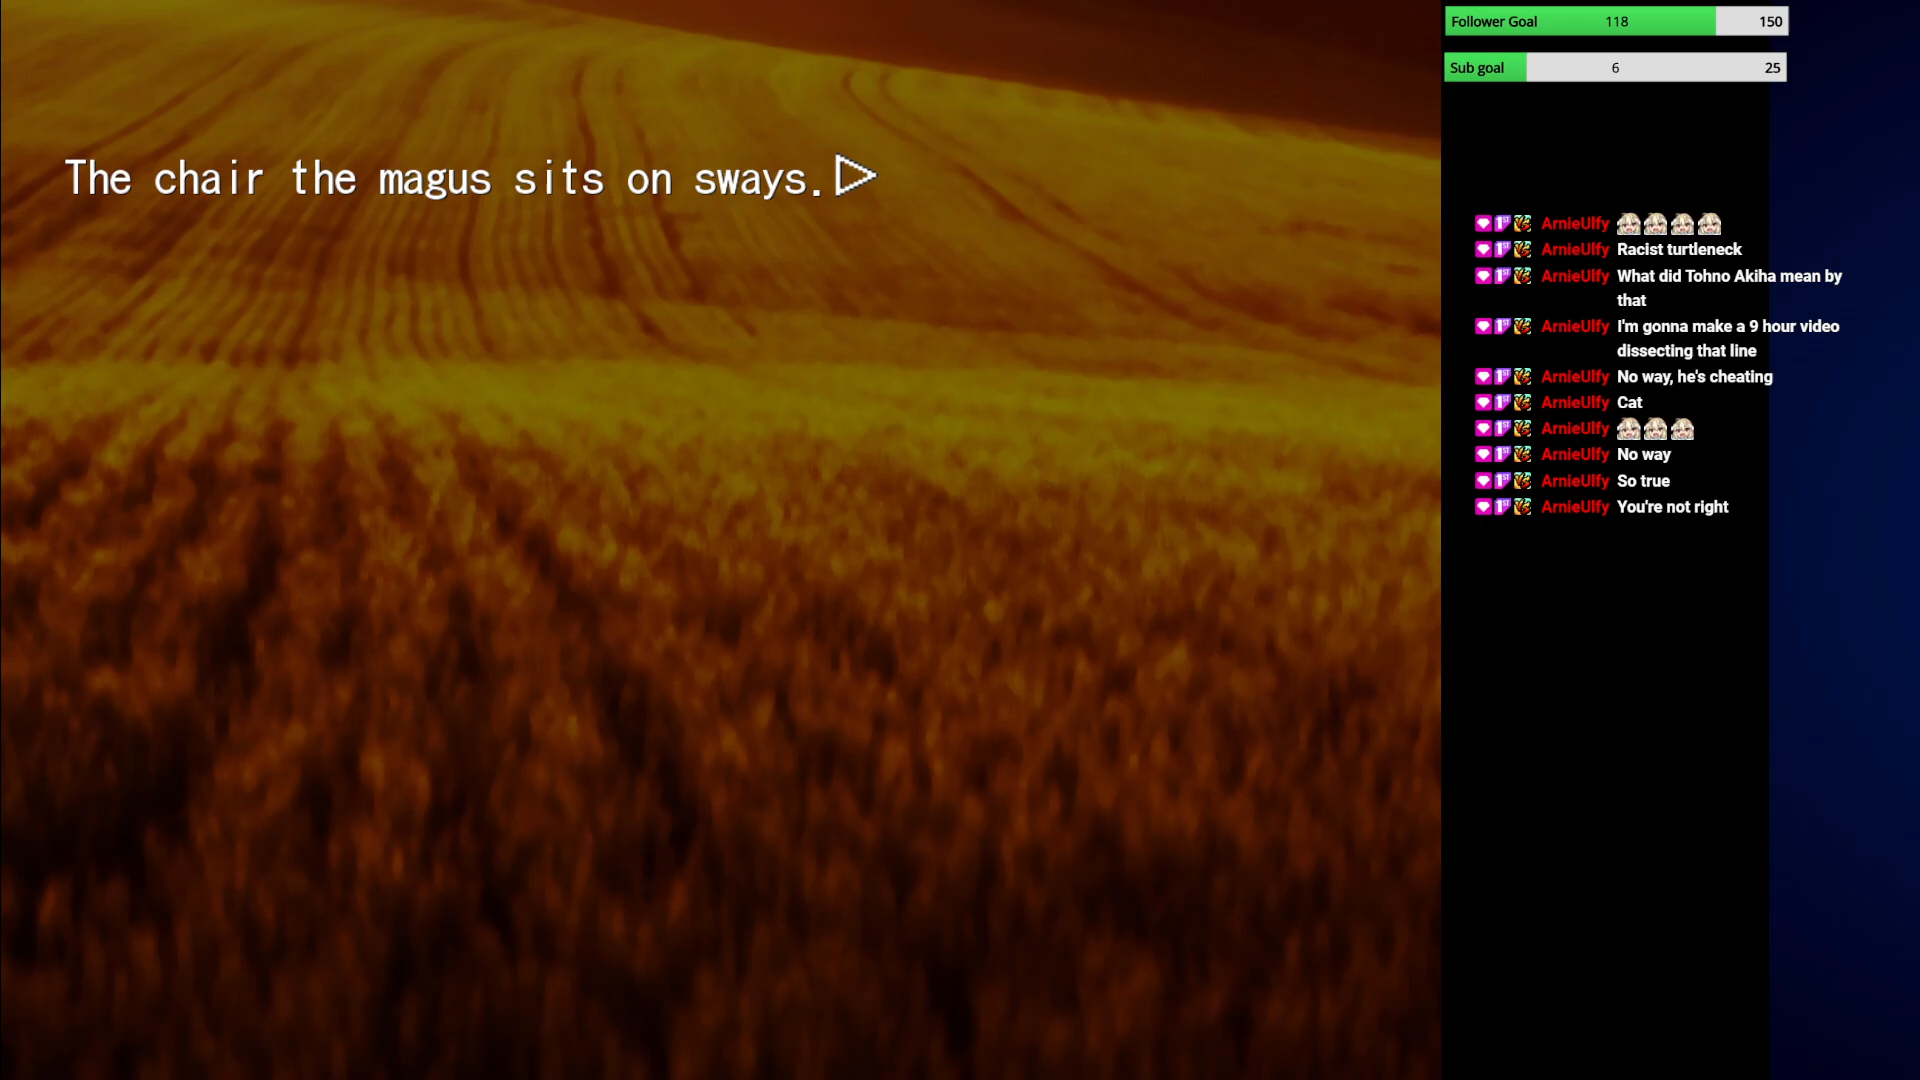 The chair the magus sits on sways.
Follower Goal 118 150
Sub goal 6 25
ArnieUlfy
ArnieUlfy Racist turtleneck
ArnieUlfy What did Tohno Akiha mean by
that
ArnieUlfy I'm gonna make a 9 hour video
dissecting that line
ArnieUlfy No way, he's cheating
ArnieUlfy Cat
ArnieUlfy
ArnieUlfy No way
ArnieUlfy So true
ArnieUlfy You're not right